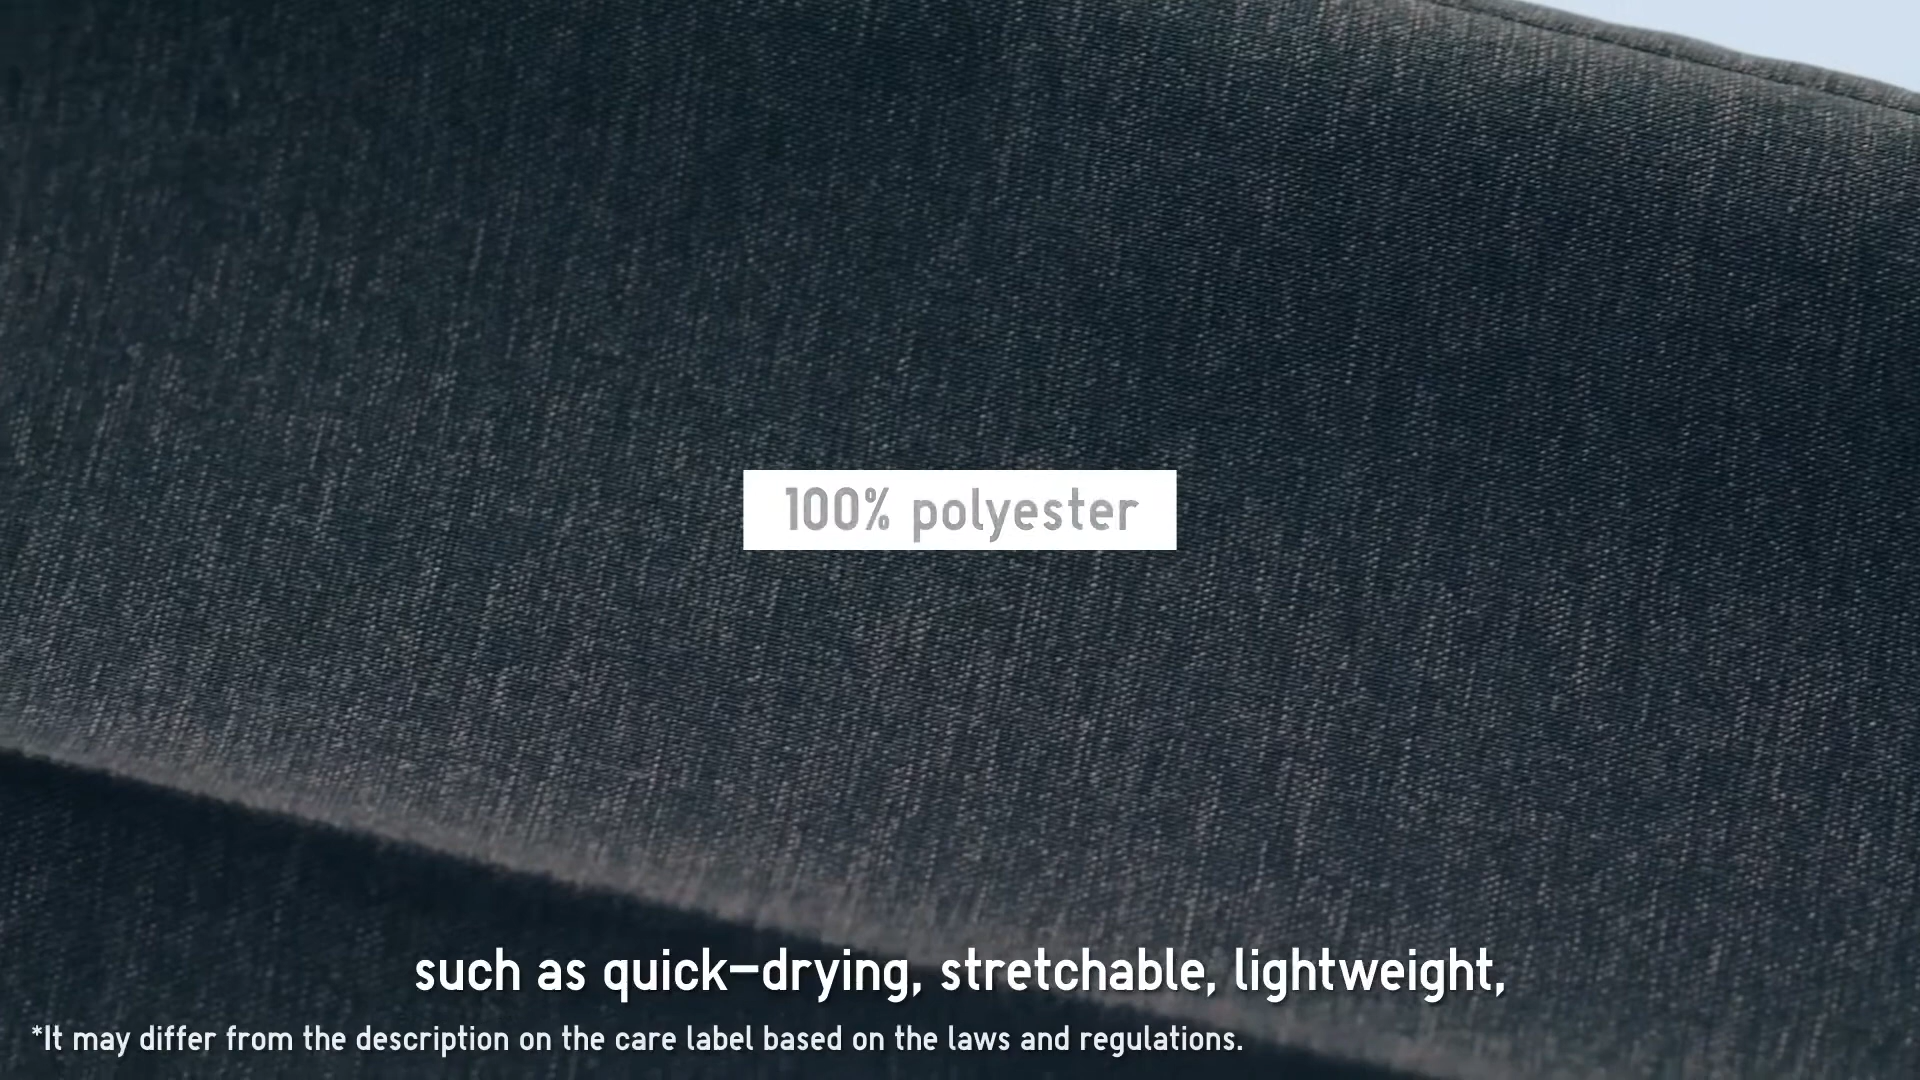 100% polyester
such as quick-drying, stretchable, lightweight,
*It may differ from the description on the care label based on the laws and regulations.